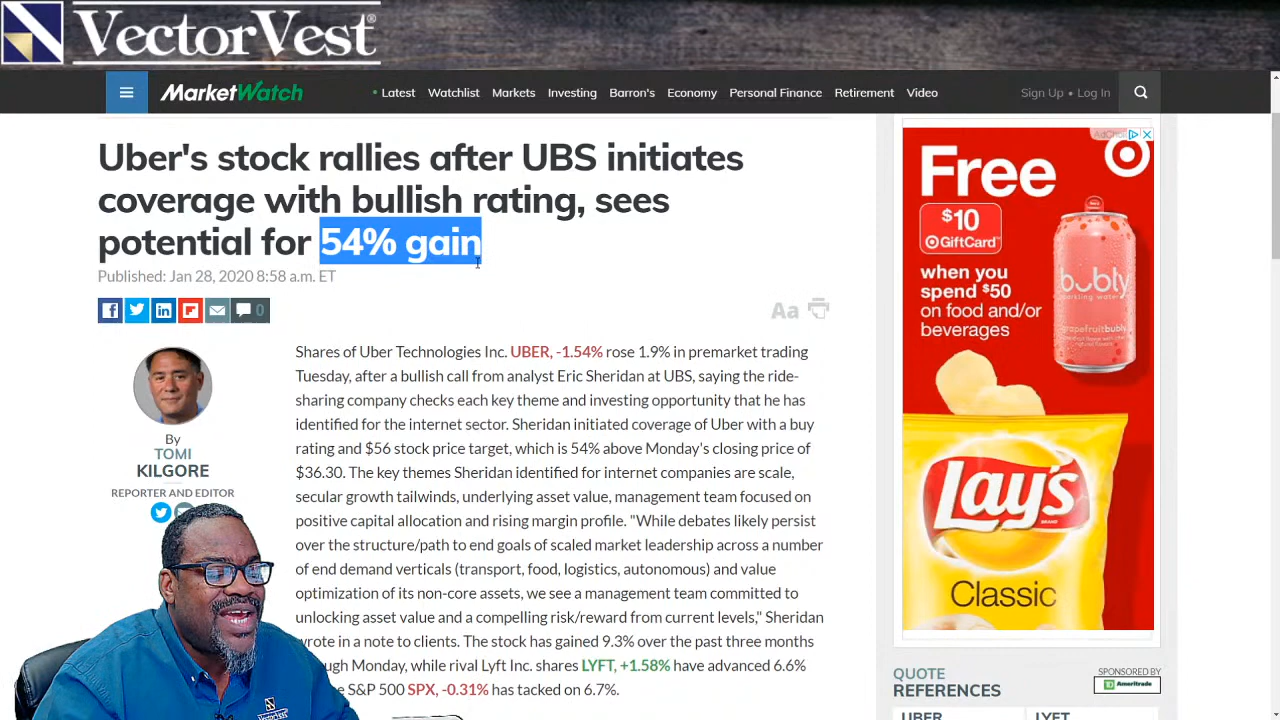 VectorVest
MarketWatch
• Latest Watchlist Markets Investing Barron's Economy Personal Finance Retirement Video
Sign Up • Log In
Uber's stock rallies after UBS initiates
coverage with bullish rating, sees
potential for 54% gain
Published: Jan 28, 2020 8:58 a.m. ET
0
Aa
By
TOMI
KILGORE
REPORTER AND EDITOR
Shares of Uber Technologies Inc. UBER, -1.54% rose 1.9% in premarket trading
Tuesday, after a bullish call from analyst Eric Sheridan at UBS, saying the ride-
sharing company checks each key theme and investing opportunity that he has
identified for the internet sector. Sheridan initiated coverage of Uber with a buy
rating and $56 stock price target, which is 54% above Monday's closing price of
$36.30. The key themes Sheridan identified for internet companies are scale,
secular growth tailwinds, underlying asset value, management team focused on
positive capital allocation and rising margin profile. "While debates likely persist
over the structure/path to end goals of scaled market leadership across a number
of end demand verticals (transport, food, logistics, autonomous) and value
optimization of its non-core assets, we see a management team committed to
unlocking asset value and a compelling risk/reward from current levels," Sheridan
wrote in a note to clients. The stock has gained 9.3% over the past three months
through Monday, while rival Lyft Inc. shares LYFT, +1.58% have advanced 6.6%
S&P 500 SPX, -0.31% has tacked on 6.7%.
VectorVest
AdChoi
Free
$10
GiftCard
when you
spend $50
on food and/or
beverages
bubly
sparkling water
grapefruitbubly
Lay's
BRAND
Classic
QUOTE
REFERENCES
SPONSORED BY
Ameritrade
UBER LYFT